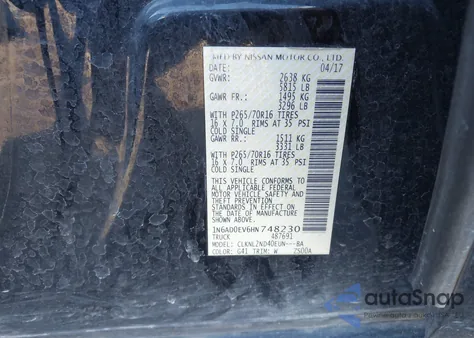 MFD BY NISSAN MOTOR CO., LTD.
DATE: 04/17
GVWR: 2638 KG
5815 LB
GAWR FR.: 1495 KG
3296 LB
WITH P265/70R16 TIRES
16 X 7.0 RIMS AT 35 PSI
COLD SINGLE
GAWR RR.: 1511 KG
3331 LB
WITH P265/70R16 TIRES
16 X 7.0 RIMS AT 35 PSI
COLD SINGLE
THIS VEHICLE CONFORMS TO
ALL APPLICABLE FEDERAL
MOTOR VEHICLE SAFETY
AND THEFT PREVENTION
STANDARDS IN EFFECT ON
THE DATE OF MANUFACTURE
SHOWN ABOVE.
1N6AD0EV6HN748230
TRUCK 487691
MODEL: CLKNLZND40EUN---BA
COLOR: G41 TRIM: W 2500A
autoSnap